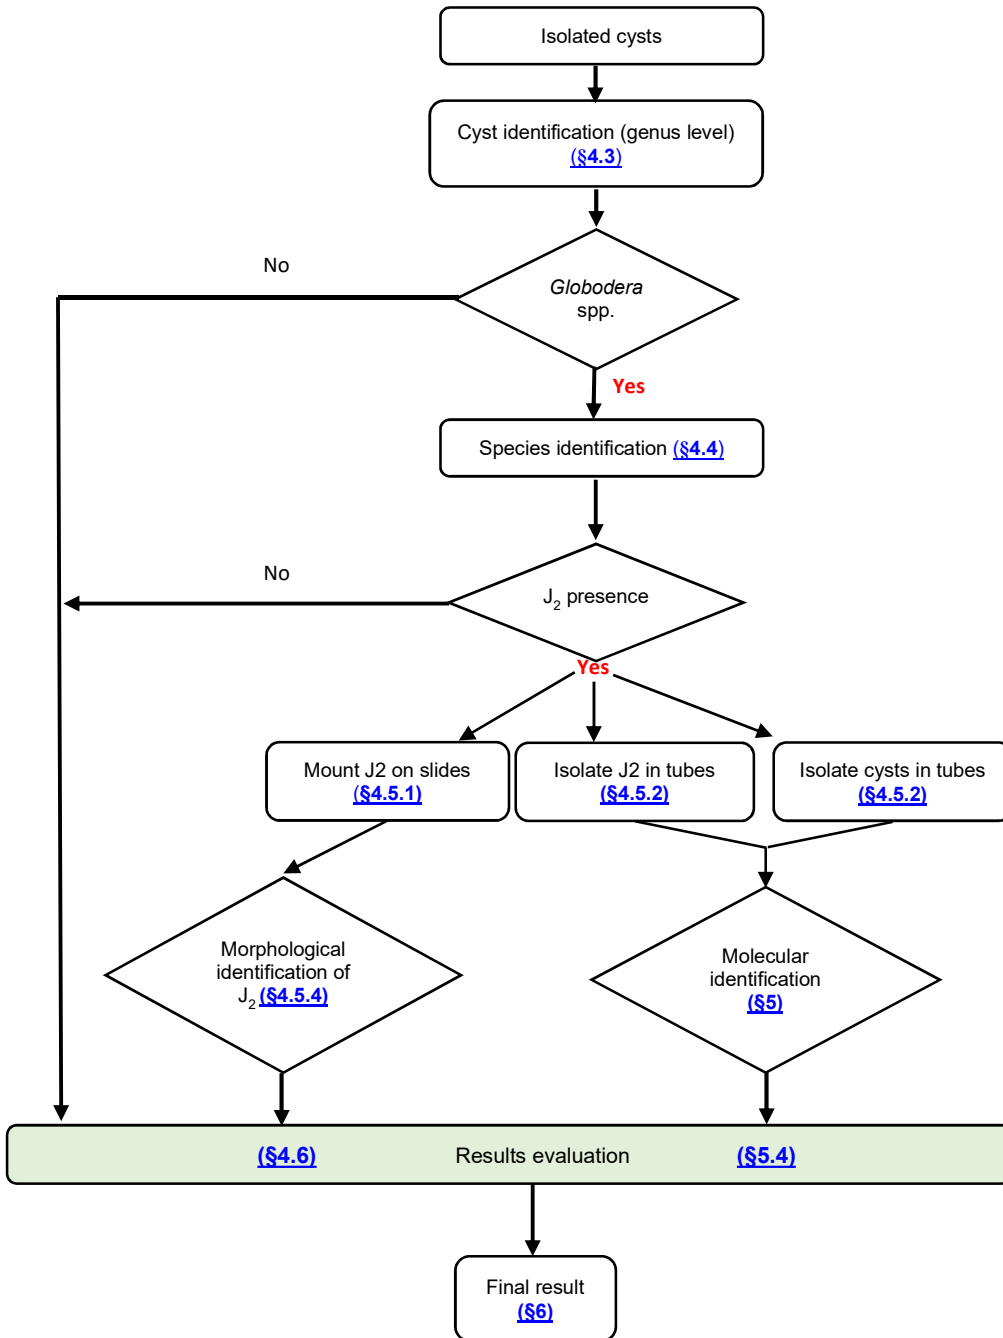 Isolated cysts
Cyst identification (genus level)
(§4.3)
No
Globodera
spp.
Yes
Species identification (§4.4)
No
J2 presence
Yes
Mount J2 on slides
(§4.5.1)
Isolate J2 in tubes
(§4.5.2)
Isolate cysts in tubes
(§4.5.2)
Morphological
identification of
J2 (§4.5.4)
Molecular
identification
(§5)
(§4.6) Results evaluation (§5.4)
Final result
(§6)